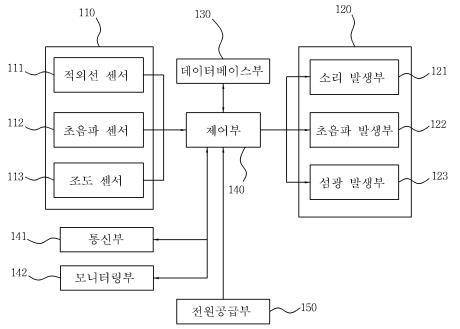 110
130
120
111
적외선 센서
데이터베이스부
소리 발생부
121
112
초음파 센서
제어부
초음파 발생부
122
113
조도 센서
140
섬광 발생부
123
141
통신부
142
모니터링부
전원공급부
150